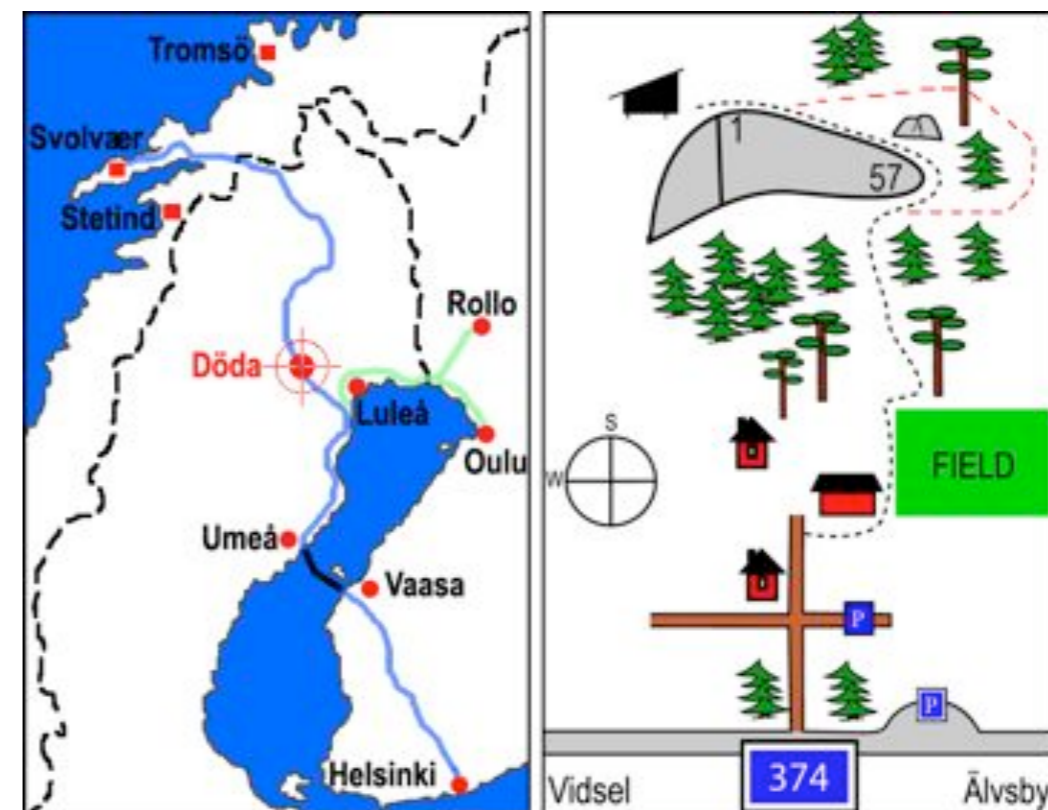 Tromsö
Svolvær
Stetind
Rollo
Döda
Luleå
Oulu
Umeå
Vaasa
Helsinki
1
57
S
W
FIELD
P
P
374
Vidsel
Älvsby